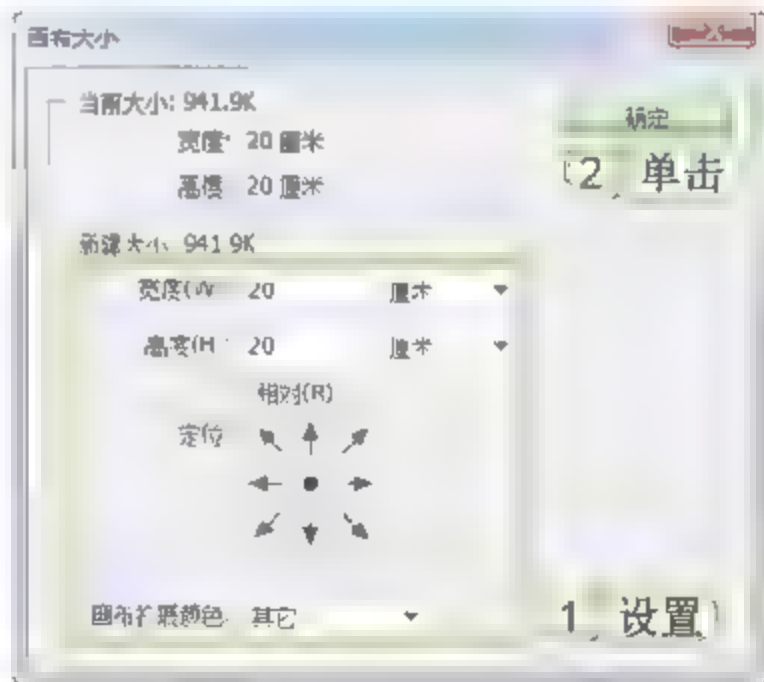 画布大小
当前大小: 941.9K
确定
宽度: 20 厘米
高度: 20 厘米
2 单击
新建大小: 941.9K
宽度(W 20 厘米
高度(H : 20 厘米
相对(R)
定位
画布扩展颜色: 其它
1 设置